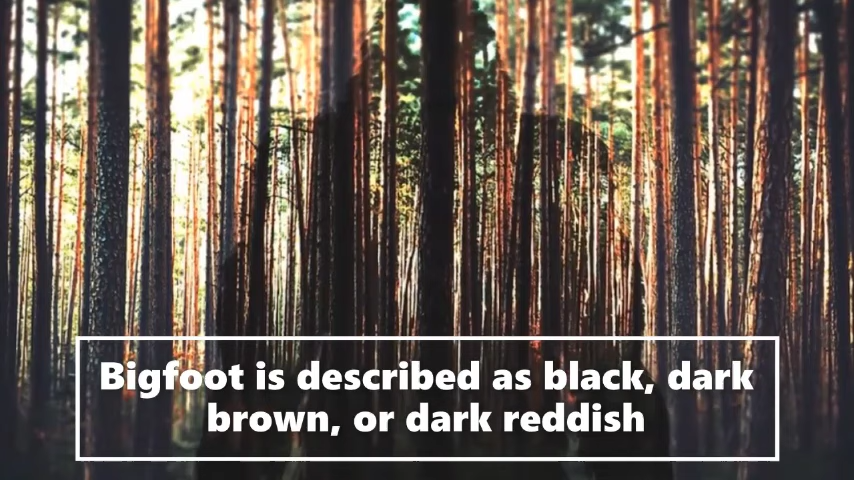 Bigfoot is described as black, dark
brown, or dark reddish